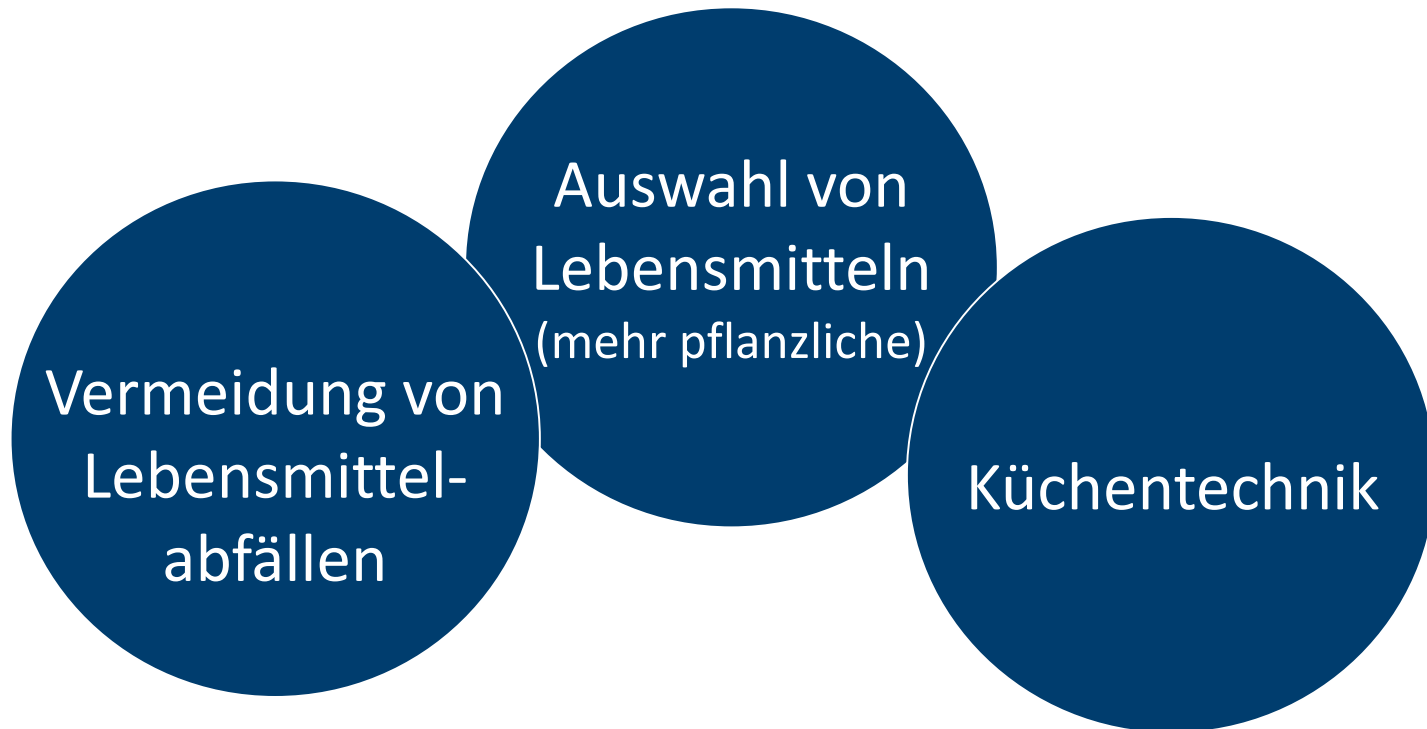 Vermeidung von
Lebensmittel-
abfällen
Auswahl von
Lebensmitteln
(mehr pflanzliche)
Küchentechnik